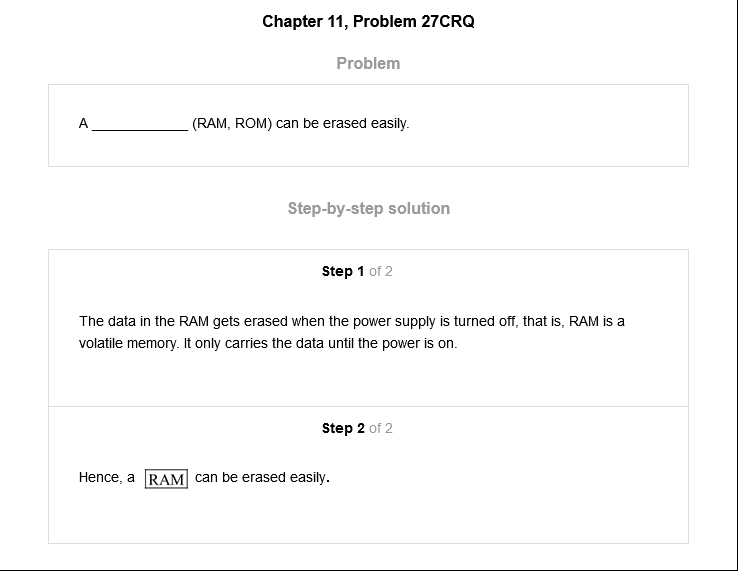 Chapter 11, Problem 27CRQ
Problem
A ____________ (RAM, ROM) can be erased easily.
Step-by-step solution
Step 1 of 2
The data in the RAM gets erased when the power supply is turned off, that is, RAM is a
volatile memory. It only carries the data until the power is on.
Step 2 of 2
Hence, a RAM can be erased easily.